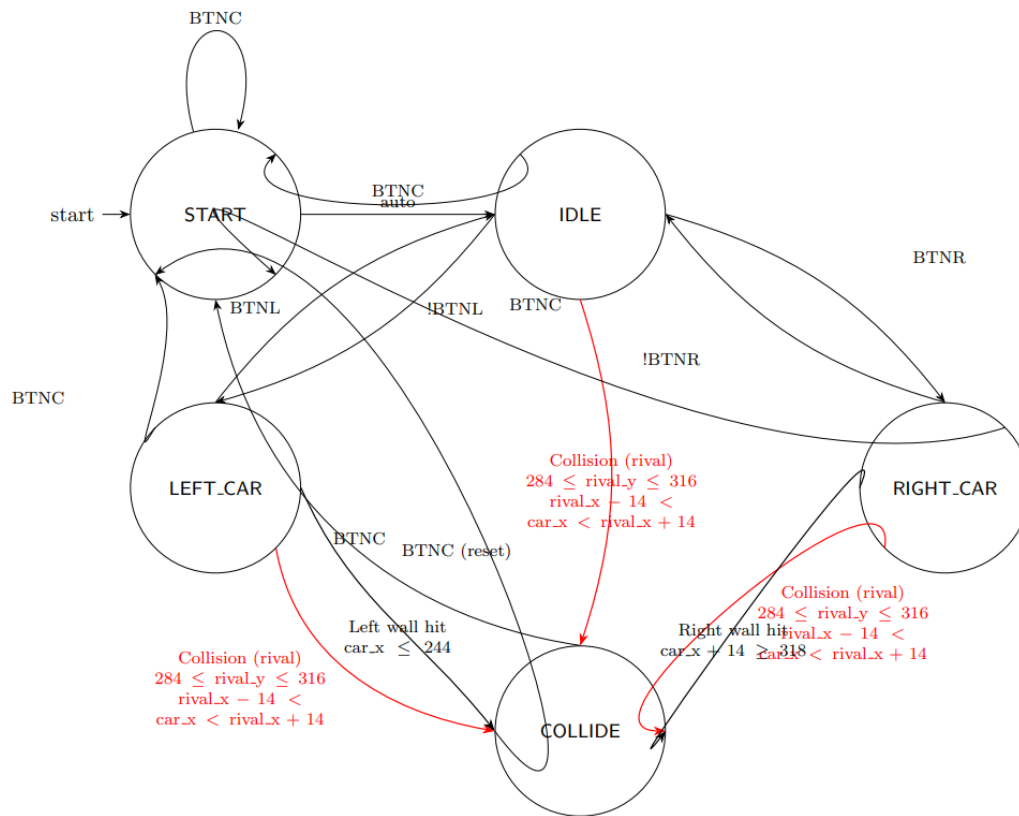 BTNC
BTNC
auto
start
START
IDLE
BTNR
BTNL
!BTNL
BTNC
!BTNR
BTNC
Collision (rival)
284 ≤ rival_y ≤ 316
rival_x − 14 <
car_x < rival_x + 14
LEFT_CAR
RIGHT_CAR
BTNC
BTNC (reset)
Left wall hit
car_x ≤ 244
Right wall hit
car_x + 14 ≥ 318
Collision (rival)
284 ≤ rival_y ≤ 316
rival_x − 14 <
car_x < rival_x + 14
Collision (rival)
284 ≤ rival_y ≤ 316
rival_x − 14 <
car_x < rival_x + 14
COLLIDE